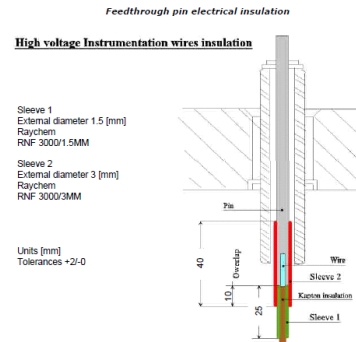 Feedthrough pin electrical insulation
High voltage Instrumentation wires insulation
Sleeve 1
External diameter 1.5 [mm]
Raychem
RNF 3000/1.5MM
Sleeve 2
External diameter 3 [mm]
Raychem
RNF 3000/3MM
Units [mm]
Tolerances +2/-0
Pin
40
Overlap
10
25
Wire
Sleeve 2
Kapton insulation
Sleeve 1